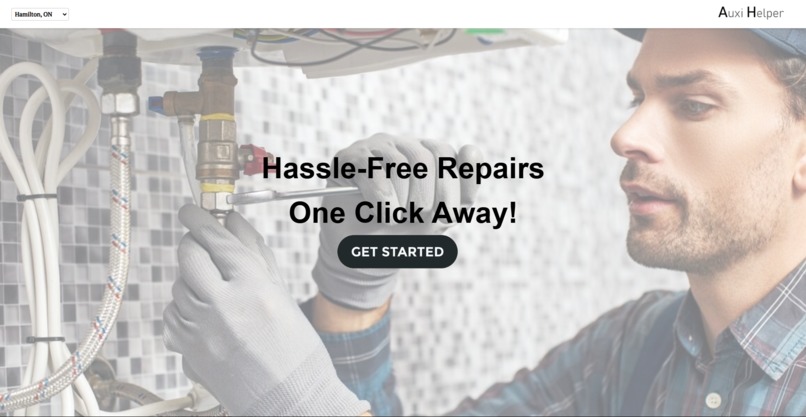 Hamilton, ON
Auxi Helper
Hassle-Free Repairs
One Click Away!
GET STARTED